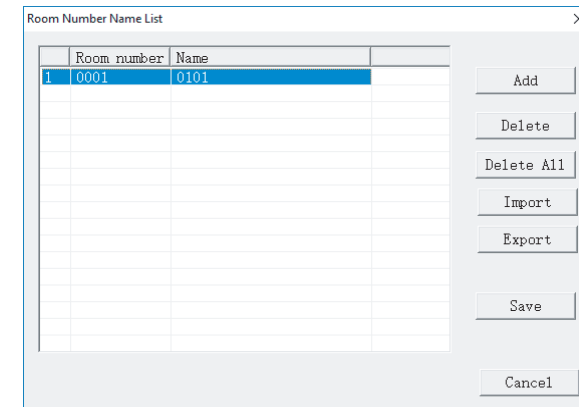 Room Number Name List
Room number Name
1 0001 0101
Add
Delete
Delete All
Import
Export
Save
Cancel